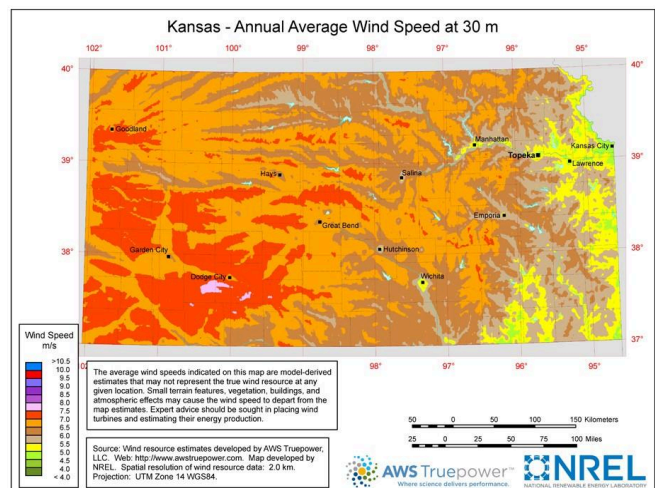 Kansas - Annual Average Wind Speed at 30 m
102° 101° 100° 99° 98° 97° 96° 95°
40° 40°
Goodland
Manhattan
Kansas City
Topeka
39° 39°
Lawrence
Hays
Salina
Emporia
Great Bend
38° 38°
Garden City
Hutchinson
Dodge City
Wichita
37°
98° 97° 96° 95°
Wind Speed
m/s
>10.5
10.0
9.5
9.0
8.5
8.0
7.5
7.0
6.5
6.0
5.5
5.0
4.5
4.0
< 4.0
The average wind speeds indicated on this map are model-derived
estimates that may not represent the true wind resource at any
given location. Small terrain features, vegetation, buildings, and
atmospheric effects may cause the wind speed to depart from the
map estimates. Expert advice should be sought in placing wind
turbines and estimating their energy production.
Source: Wind resource estimates developed by AWS Truepower,
LLC. Web: http://www.awstruepower.com. Map developed by
NREL. Spatial resolution of wind resource data: 2.0 km.
Projection: UTM Zone 14 WGS84.
50 0 50 100 150 Kilometers
25 0 25 50 75 100 Miles
AWS Truepower™
Where science delivers performance.
NREL
NATIONAL RENEWABLE ENERGY LABORATORY